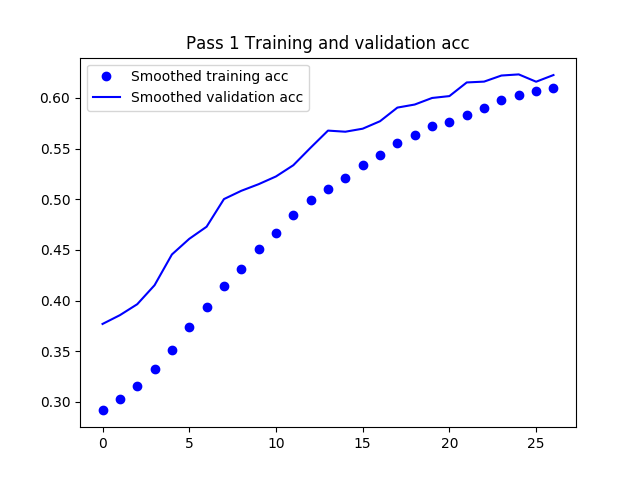 Pass 1 Training and validation acc
Smoothed training acc
Smoothed validation acc
0.60
0.55
0.50
0.45
0.40
0.35
0.30
0 5 10 15 20 25